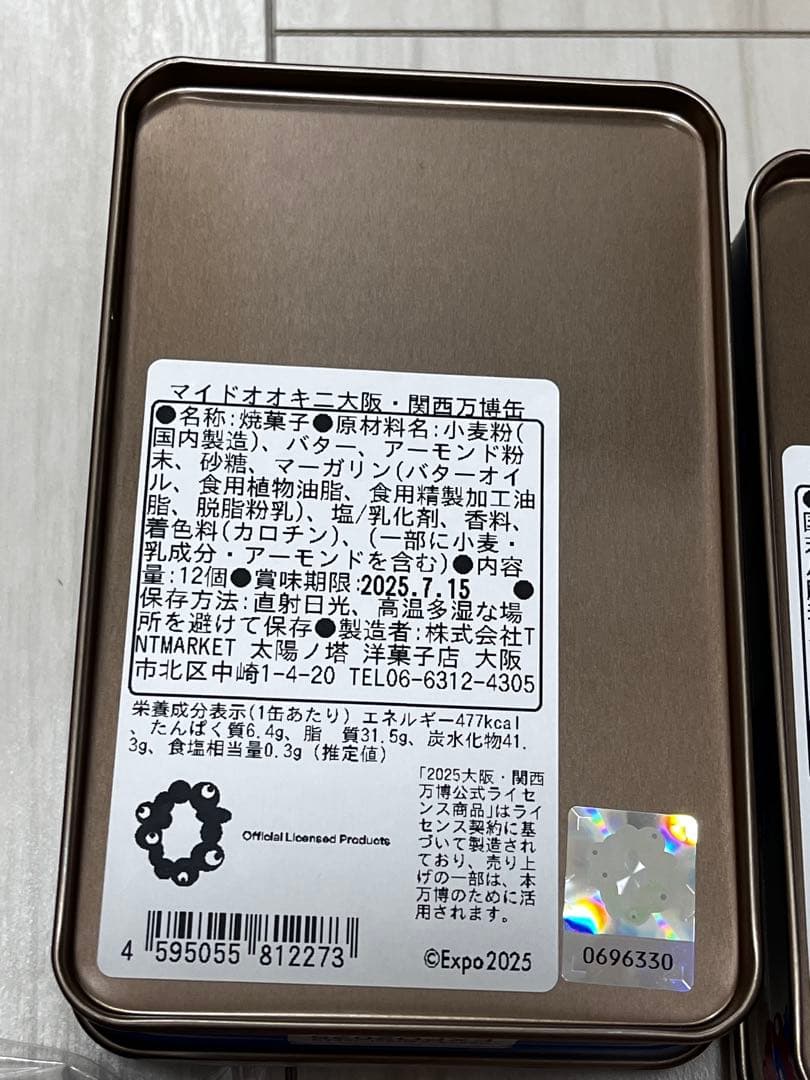 マイドオオキニ大阪・関西万博缶
●名称:焼菓子●原材料名:小麦粉(
国内製造)、バター、アーモンド粉
末、砂糖、マーガリン(バターオイ
ル、食用植物油脂、食用精製加工油
脂、脱脂粉乳)、塩/乳化剤、香料、
着色料(カロチン)、(一部に小麦・
乳成分・アーモンドを含む)●内容
量:12個●賞味期限:2025.7.15 ●
保存方法:直射日光、高温多湿な場
所を避けて保存●製造者:株式会社T
NTMARKET 太陽ノ塔 洋菓子店 大阪
市北区中崎1-4-20 TEL06-6312-4305
栄養成分表示(1缶あたり) エネルギー477kcal
、たんぱく質6.4g、脂 質31.5g、炭水化物41.
3g、食塩相当量0.3g (推定値)
「2025大阪・関西
万博公式ライセ
ンス商品」はライ
センス契約に基
づいて製造され
ており、売り上
げの一部は、本
万博のために活
用されます。
Official Licensed Products
4 595055 812273
©Expo 2025
0696330